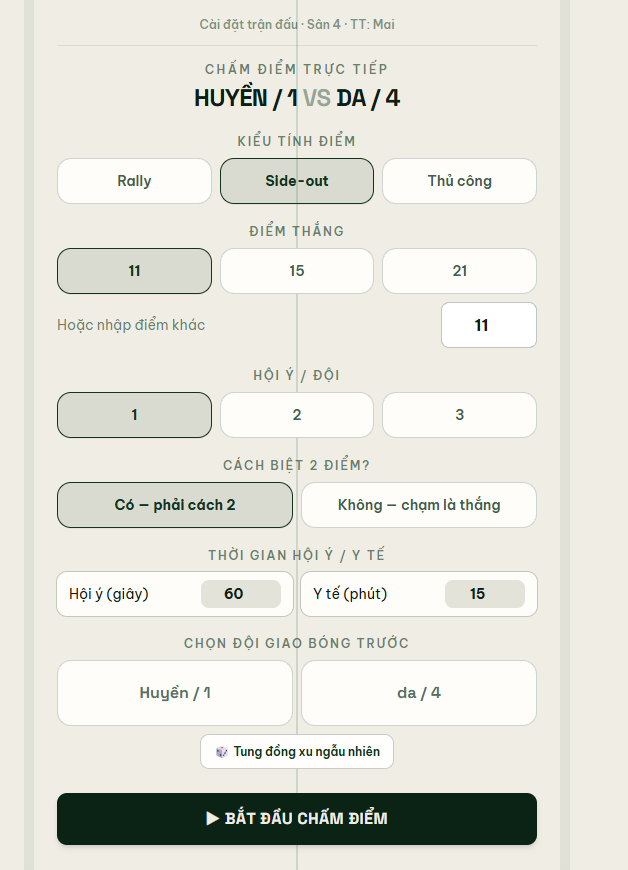 Cài đặt trận đấu · Sân 4 · TT: Mai
CHẤM ĐIỂM TRỰC TIẾP
HUYỀN / 1 VS DA / 4
KIỂU TÍNH ĐIỂM
Rally Side-out Thủ công
ĐIỂM THẮNG
11 15 21
Hoặc nhập điểm khác 11
HỘI Ý / ĐỘI
1 2 3
CÁCH BIỆT 2 ĐIỂM?
Có – phải cách 2 Không – chạm là thắng
THỜI GIAN HỘI Ý / Y TẾ
Hội ý (giây) 60 Y tế (phút) 15
CHỌN ĐỘI GIAO BÓNG TRƯỚC
Huyền / 1 da / 4
🎲 Tung đồng xu ngẫu nhiên
▶ BẮT ĐẦU CHẤM ĐIỂM